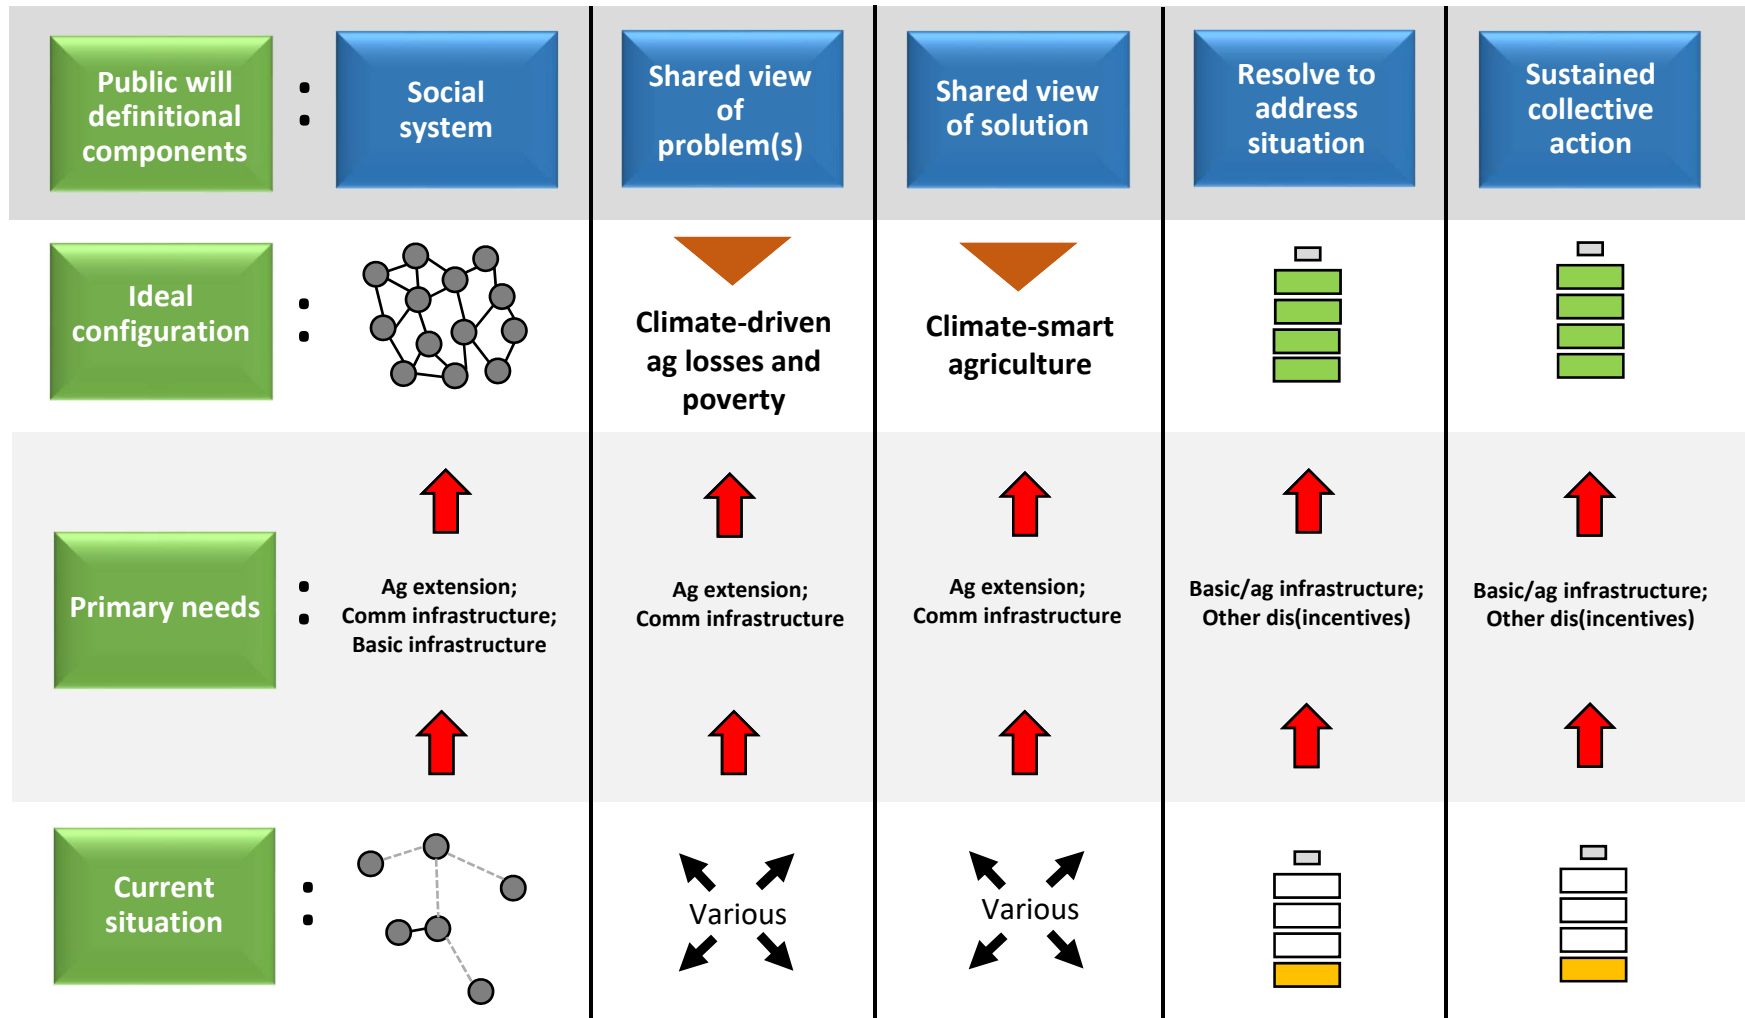 Public will
definitional
components
:
Social
system
Shared view
of
problem(s)
Shared view
of solution
Resolve to
address
situation
Sustained
collective
action
Ideal
configuration
:
Climate-driven
ag losses and
poverty
Climate-smart
agriculture
Primary needs
:
Ag extension;
Comm infrastructure;
Basic infrastructure
Ag extension;
Comm infrastructure
Ag extension;
Comm infrastructure
Basic/ag infrastructure;
Other dis(incentives)
Basic/ag infrastructure;
Other dis(incentives)
Current
situation
:
Various
Various